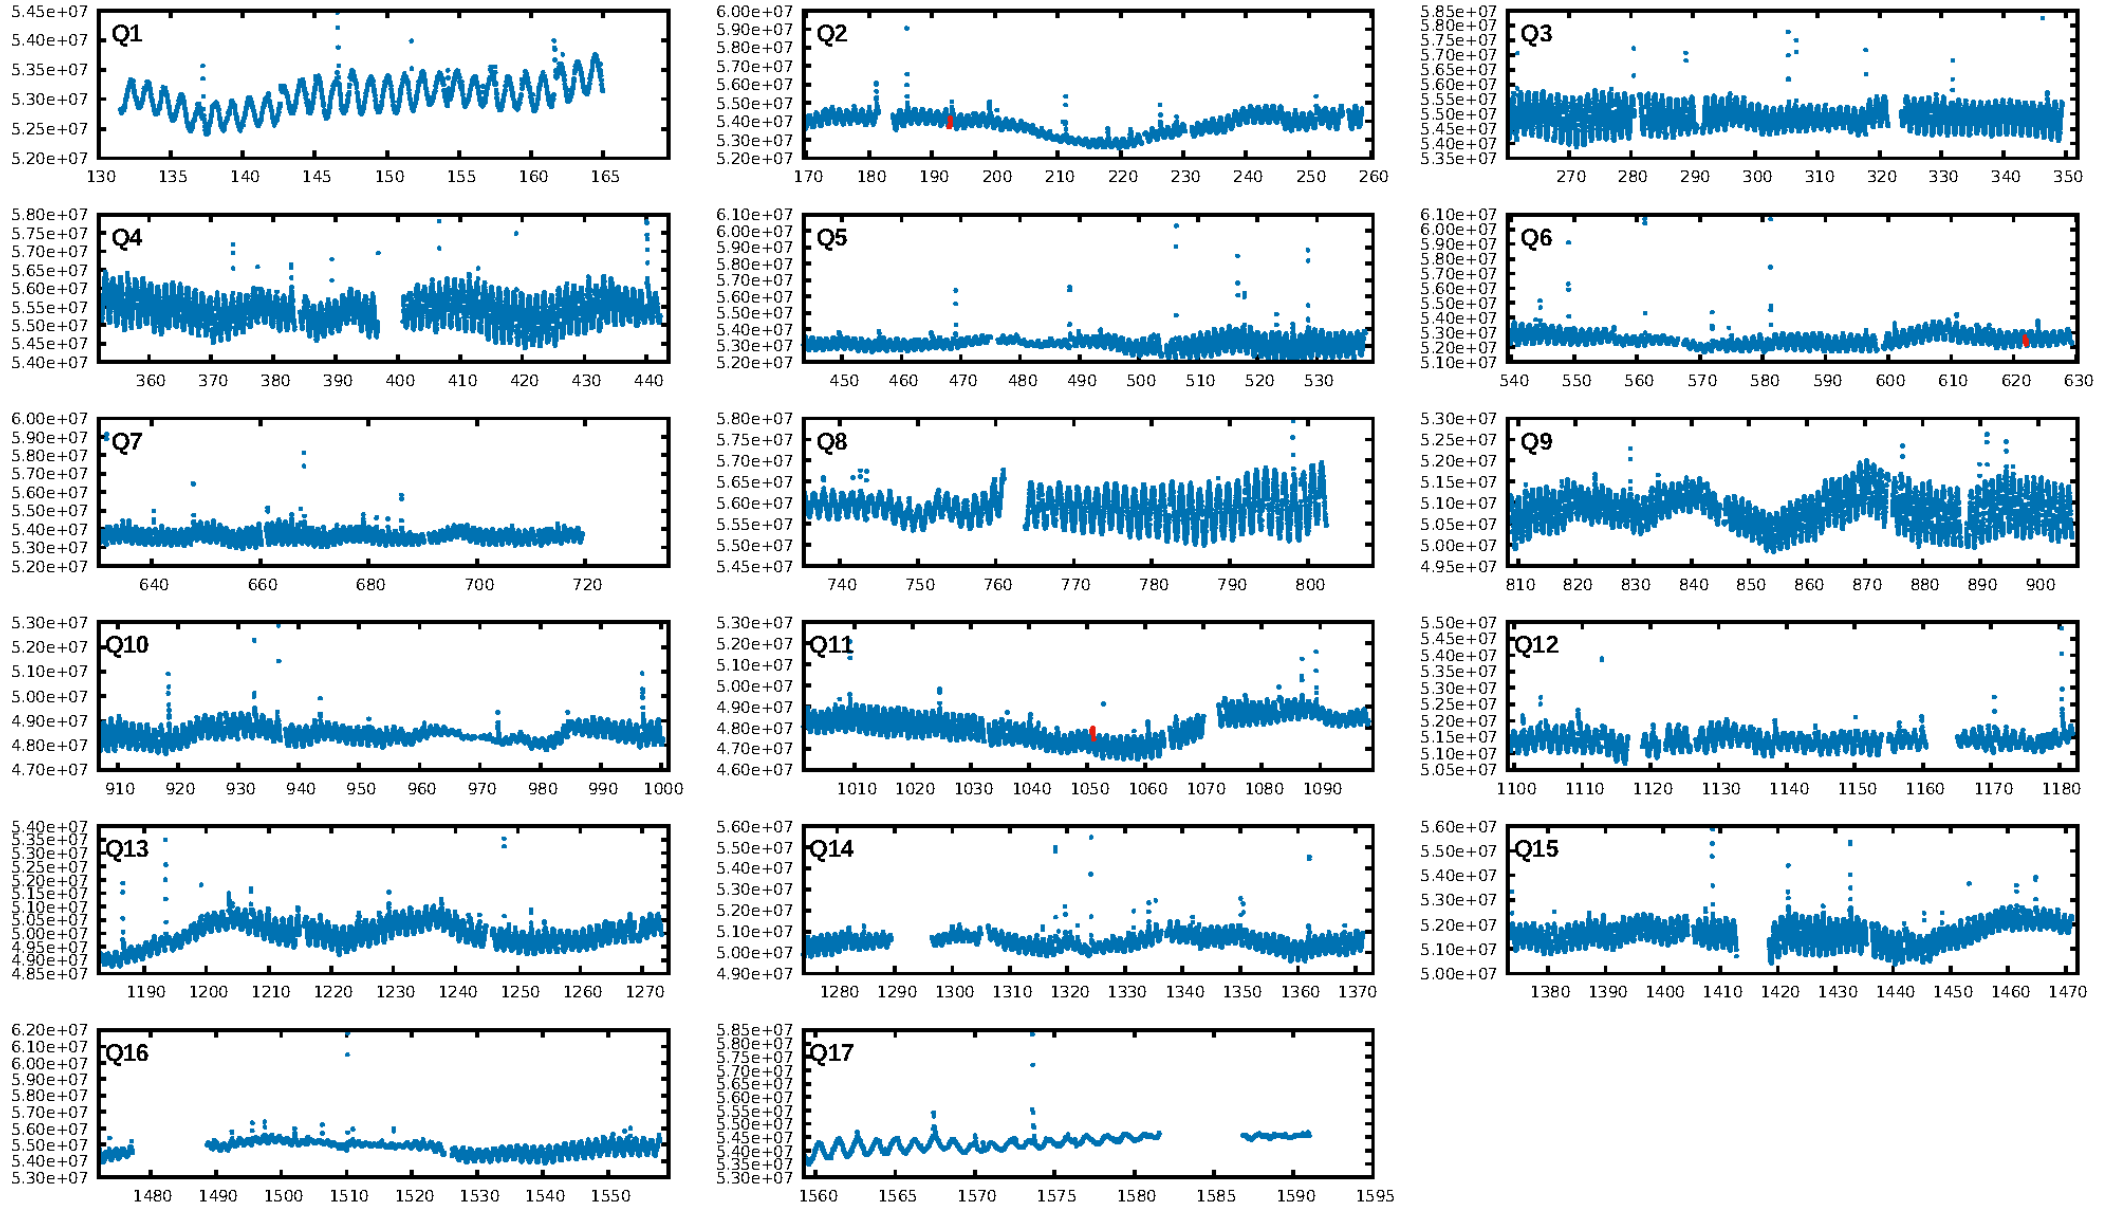 Q1
5.45e+07
5.40e+07
5.35e+07
5.30e+07
5.25e+07
5.20e+07
130 135 140 145 150 155 160 165
Q2
6.00e+07
5.90e+07
5.80e+07
5.70e+07
5.60e+07
5.50e+07
5.40e+07
5.30e+07
5.20e+07
170 180 190 200 210 220 230 240 250 260
Q3
5.85e+07
5.80e+07
5.75e+07
5.70e+07
5.65e+07
5.60e+07
5.55e+07
5.50e+07
5.45e+07
5.40e+07
5.35e+07
270 280 290 300 310 320 330 340 350
Q4
5.80e+07
5.75e+07
5.70e+07
5.65e+07
5.60e+07
5.55e+07
5.50e+07
5.45e+07
5.40e+07
360 370 380 390 400 410 420 430 440
Q5
6.10e+07
6.00e+07
5.90e+07
5.80e+07
5.70e+07
5.60e+07
5.50e+07
5.40e+07
5.30e+07
5.20e+07
450 460 470 480 490 500 510 520 530
Q6
6.10e+07
6.00e+07
5.90e+07
5.80e+07
5.70e+07
5.60e+07
5.50e+07
5.40e+07
5.30e+07
5.20e+07
5.10e+07
540 550 560 570 580 590 600 610 620 630
Q7
6.00e+07
5.90e+07
5.80e+07
5.70e+07
5.60e+07
5.50e+07
5.40e+07
5.30e+07
5.20e+07
640 660 680 700 720
Q8
5.80e+07
5.75e+07
5.70e+07
5.65e+07
5.60e+07
5.55e+07
5.50e+07
5.45e+07
740 750 760 770 780 790 800
Q9
5.30e+07
5.25e+07
5.20e+07
5.15e+07
5.10e+07
5.05e+07
5.00e+07
4.95e+07
810 820 830 840 850 860 870 880 890 900
Q10
5.30e+07
5.20e+07
5.10e+07
5.00e+07
4.90e+07
4.80e+07
4.70e+07
910 920 930 940 950 960 970 980 990 1000
Q11
5.30e+07
5.20e+07
5.10e+07
5.00e+07
4.90e+07
4.80e+07
4.70e+07
4.60e+07
1010 1020 1030 1040 1050 1060 1070 1080 1090
Q12
5.50e+07
5.45e+07
5.40e+07
5.35e+07
5.30e+07
5.25e+07
5.20e+07
5.15e+07
5.10e+07
5.05e+07
1100 1110 1120 1130 1140 1150 1160 1170 1180
Q13
5.40e+07
5.35e+07
5.30e+07
5.25e+07
5.20e+07
5.15e+07
5.10e+07
5.05e+07
5.00e+07
4.95e+07
4.90e+07
4.85e+07
1190 1200 1210 1220 1230 1240 1250 1260 1270
Q14
5.60e+07
5.50e+07
5.40e+07
5.30e+07
5.20e+07
5.10e+07
5.00e+07
4.90e+07
1280 1290 1300 1310 1320 1330 1340 1350 1360 1370
Q15
5.60e+07
5.50e+07
5.40e+07
5.30e+07
5.20e+07
5.10e+07
5.00e+07
1380 1390 1400 1410 1420 1430 1440 1450 1460 1470
Q16
6.20e+07
6.10e+07
6.00e+07
5.90e+07
5.80e+07
5.70e+07
5.60e+07
5.50e+07
5.40e+07
5.30e+07
1480 1490 1500 1510 1520 1530 1540 1550
Q17
5.85e+07
5.80e+07
5.75e+07
5.70e+07
5.65e+07
5.60e+07
5.55e+07
5.50e+07
5.45e+07
5.40e+07
5.35e+07
5.30e+07
1560 1565 1570 1575 1580 1585 1590 1595